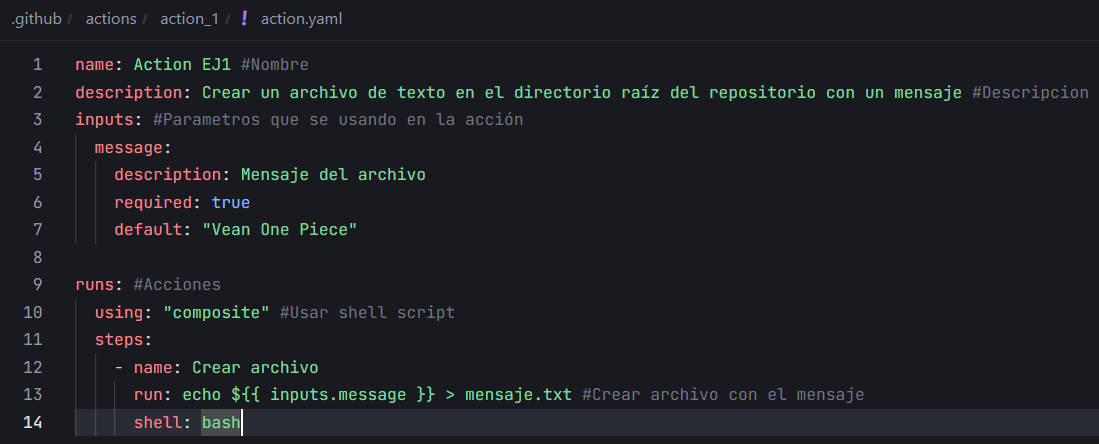 .github / actions / action_1 / ! action.yaml
1 name: Action EJ1 #Nombre
2 description: Crear un archivo de texto en el directorio raíz del repositorio con un mensaje #Descripcion
3 inputs: #Parametros que se usando en la acción
4 message:
5 description: Mensaje del archivo
6 required: true
7 default: "Vean One Piece"
8
9 runs: #Acciones
10 using: "composite" #Usar shell script
11 steps:
12 - name: Crear archivo
13 run: echo ${{ inputs.message }} > mensaje.txt #Crear archivo con el mensaje
14 shell: bash